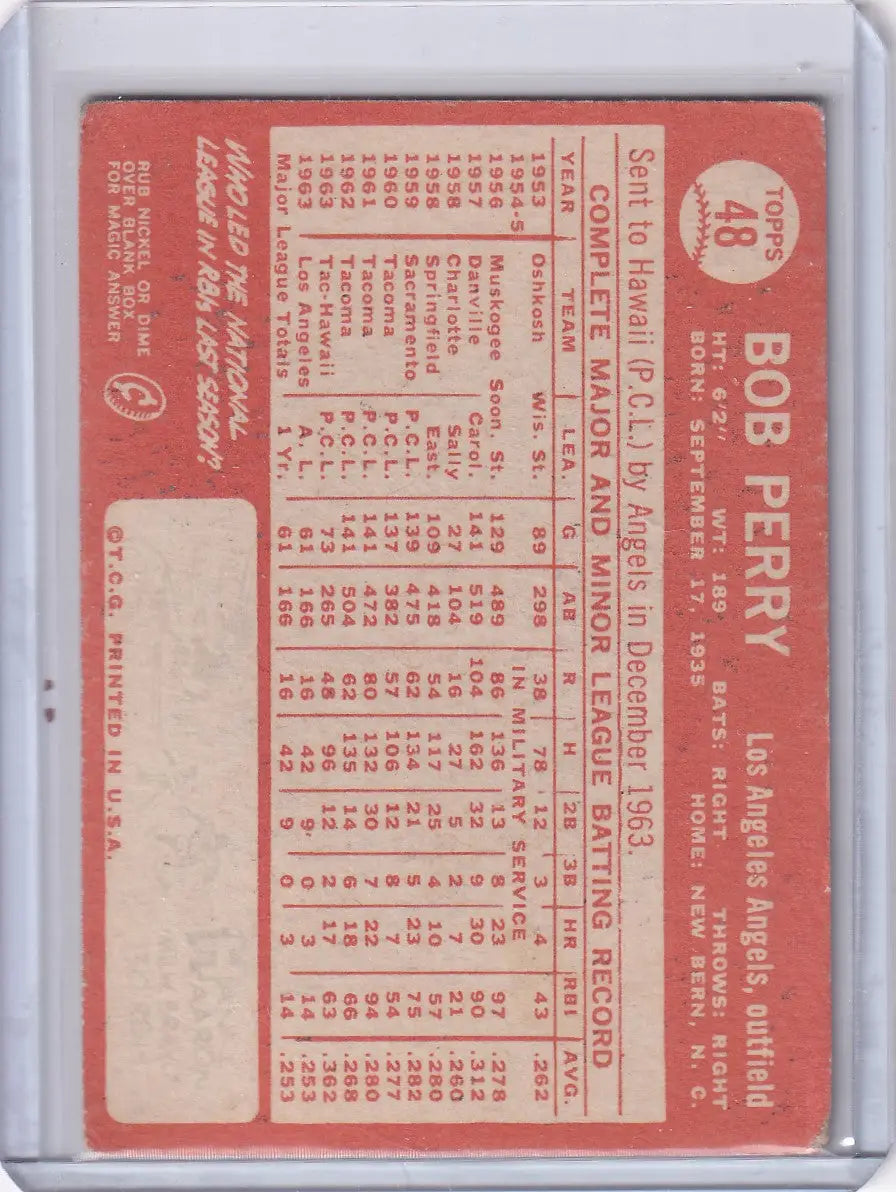 TOPPS
48
BOB PERRY
Los Angeles Angels, outfield
HT: 6'2" WT: 189 BATS: RIGHT THROWS: RIGHT
BORN: SEPTEMBER 17, 1935 HOME: NEW BERN, N. C.
Sent to Hawaii (P.C.L.) by Angels in December 1963.
COMPLETE MAJOR AND MINOR LEAGUE BATTING RECORD
YEAR TEAM LEA. G AB R H 2B 3B HR RBI AVG.
1953 Oshkosh Wis. St. 89 298 38 78 12 3 4 43 .262
1954-5 IN MILITARY SERVICE
1956 Muskogee Soon. St. 129 489 86 136 13 8 23 97 .278
1957 Danville Carol. 141 519 104 162 32 9 30 90 .312
1958 Charlotte Sally 27 104 16 27 5 2 7 21 .260
1958 Springfield East. 109 418 54 117 25 4 10 57 .280
1959 Sacramento P.C.L. 139 475 62 134 21 5 23 75 .282
1960 Tacoma P.C.L. 137 382 57 106 12 8 7 54 .277
1961 Tacoma P.C.L. 141 472 80 132 30 7 22 94 .280
1962 Tacoma P.C.L. 141 504 62 135 14 6 18 66 .268
1963 Tac-Hawaii P.C.L. 73 265 48 96 12 2 17 63 .362
1963 Los Angeles A. L. 61 166 16 42 9 0 3 14 .253
Major League Totals 1 Yr. 61 166 16 42 9 0 3 14 .253
WHO LED THE NATIONAL
LEAGUE IN RBIs LAST SEASON?
RUB NICKEL OR DIME
OVER BLANK BOX
FOR MAGIC ANSWER
AARON
©T.C.G. PRINTED IN U.S.A.